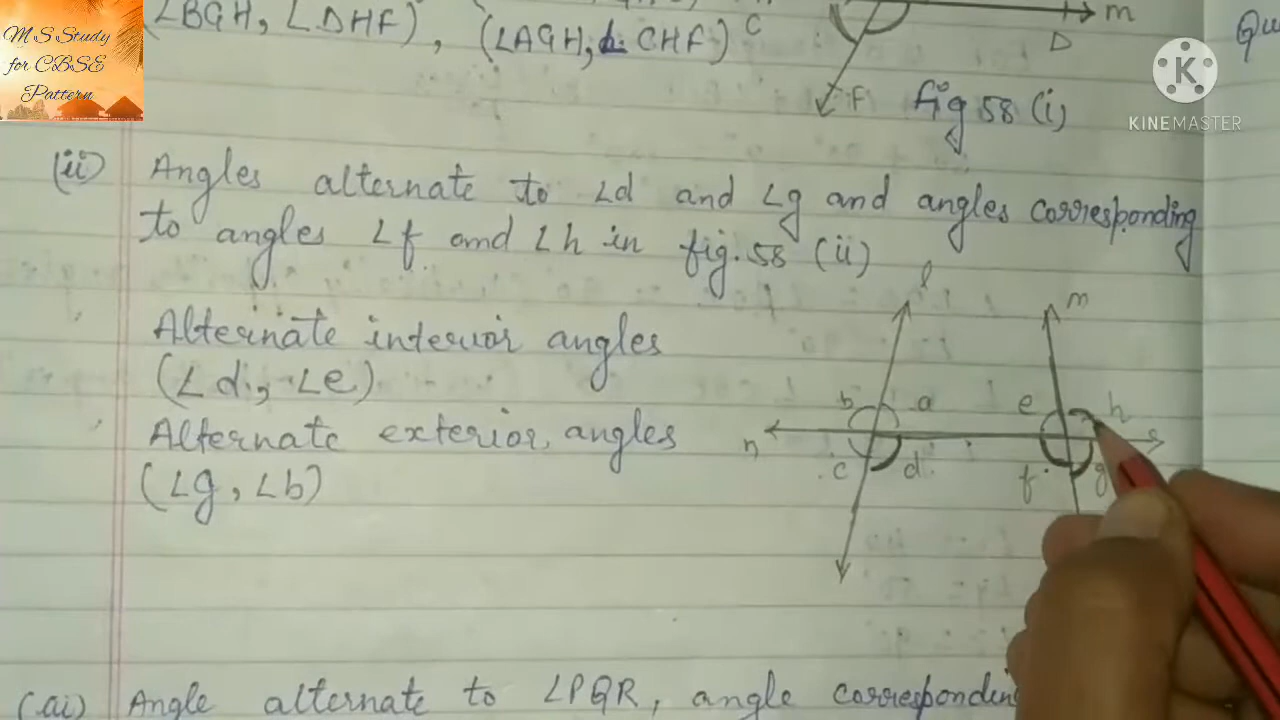 MS Study
for CBSE
Pattern
∠BGH, ∠DHF), (∠AGH, ∠CHF)
C
m
D
F
fig 58 (i)
Qu
KINEMASTER
(ii) Angles alternate to ∠d and ∠g and angles corresponding
to angles ∠f and ∠h in fig. 58 (ii)
l
m
Alternate interior angles
(∠d, ∠e)
b a e h
Alternate exterior angles
n
s
c d f g
(∠g, ∠b)
Angle alternate to ∠PQR, angle corresponding